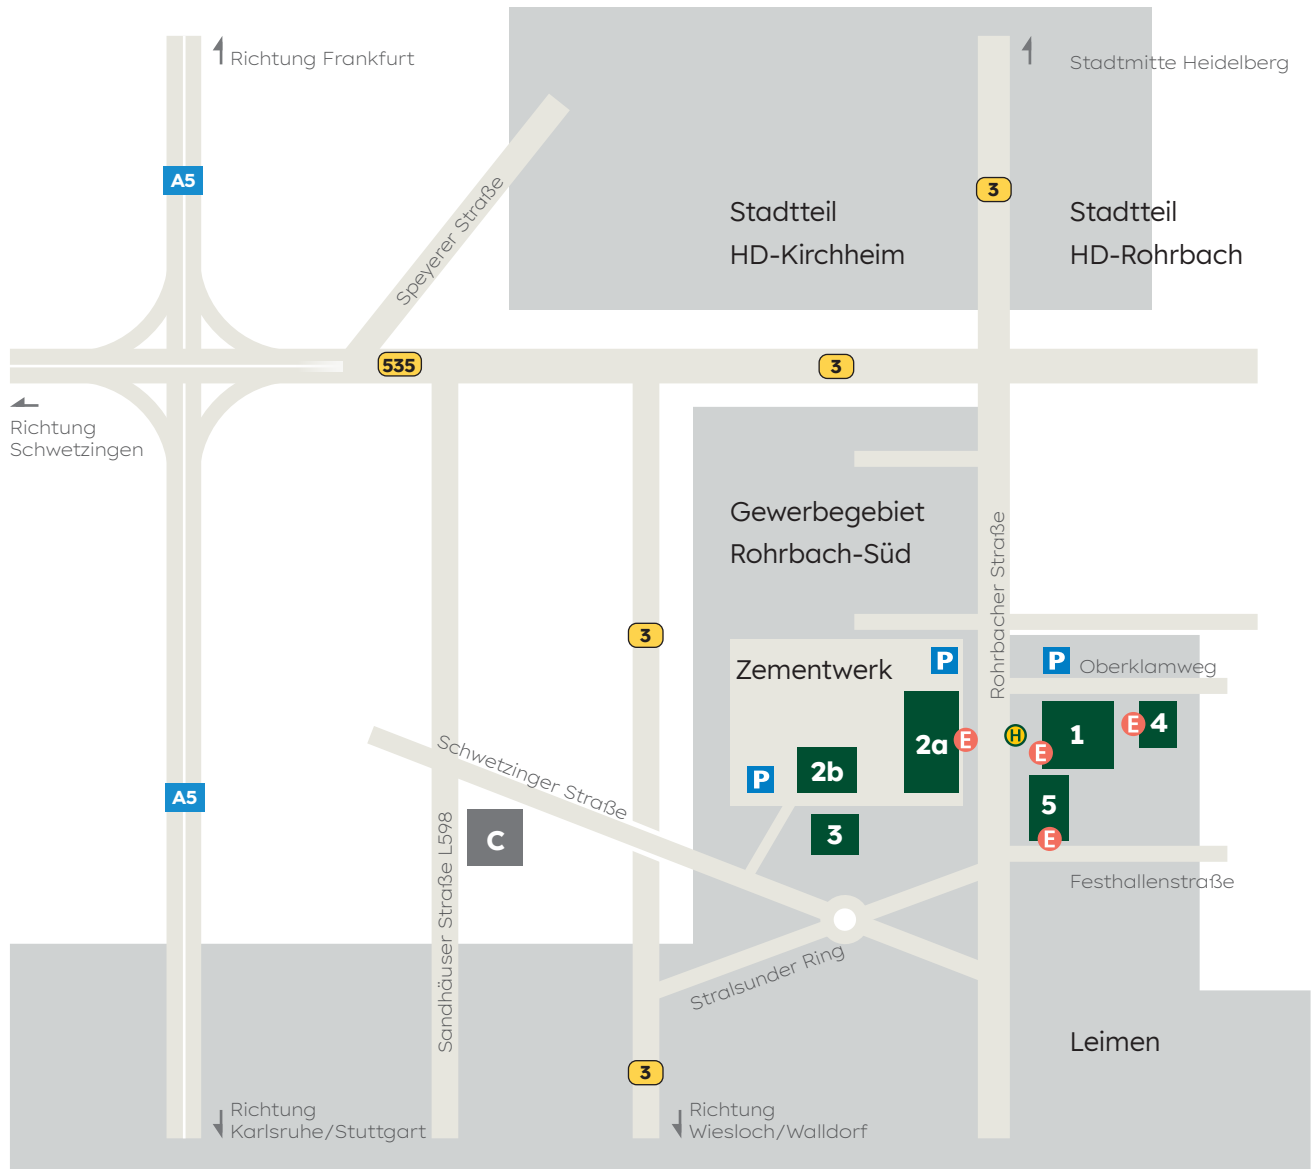 Richtung Frankfurt
Stadtmitte Heidelberg
A5
3
Speyerer Straße
Stadtteil
HD-Kirchheim
Stadtteil
HD-Rohrbach
535
3
Richtung
Schwetzingen
Gewerbegebiet
Rohrbach-Süd
Rohrbacher Straße
3
Zementwerk
P
P
Oberklamweg
Schwetzinger Straße
2a
E
H
E
1
E
4
P
2b
A5
5
E
3
C
Sandhäuser Straße L598
Festhallenstraße
Stralsunder Ring
Leimen
3
Richtung
Karlsruhe/Stuttgart
Richtung
Wiesloch/Walldorf